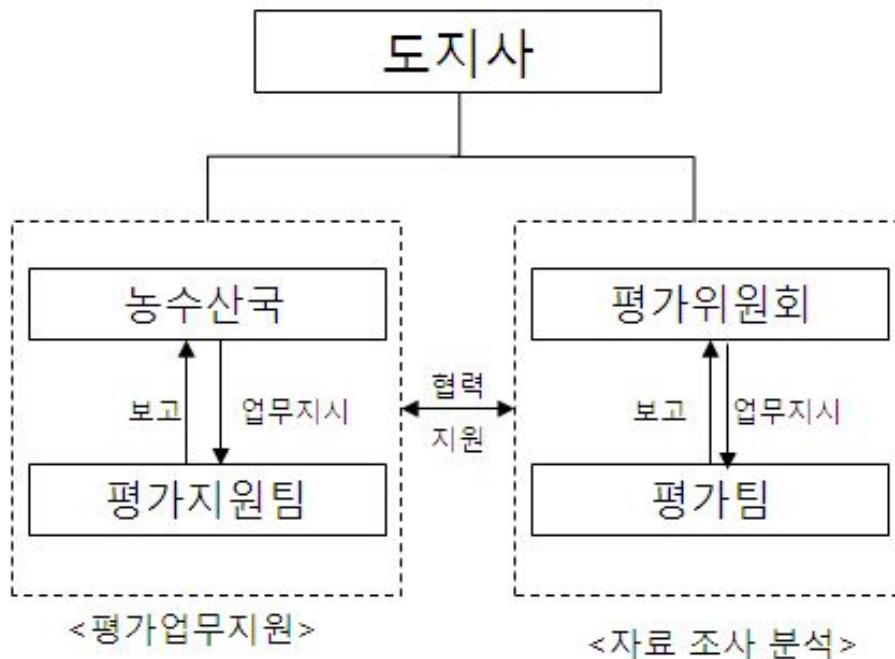 도지사
농수산국
보고
업무지시
평가지원팀
<평가업무지원>
협력
지원
평가위원회
보고
업무지시
평가팀
<자료 조사 분석>